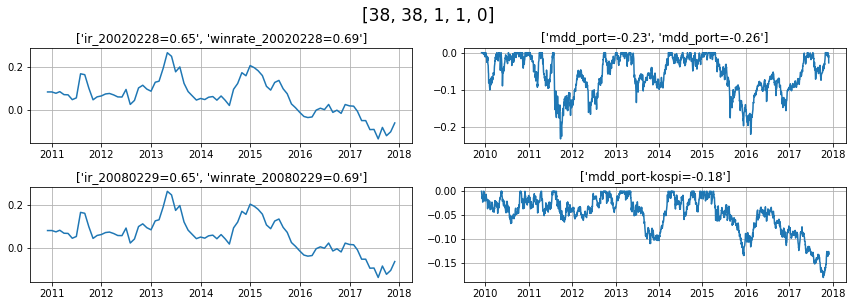 [38, 38, 1, 1, 0]
['ir_20020228=0.65', 'winrate_20020228=0.69']
0.2
0.0
2011 2012 2013 2014 2015 2016 2017 2018
['mdd_port=-0.23', 'mdd_port=-0.26']
0.0
−0.1
−0.2
2010 2011 2012 2013 2014 2015 2016 2017 2018
['ir_20080229=0.65', 'winrate_20080229=0.69']
0.2
0.0
2011 2012 2013 2014 2015 2016 2017 2018
['mdd_port-kospi=-0.18']
0.00
−0.05
−0.10
−0.15
2010 2011 2012 2013 2014 2015 2016 2017 2018